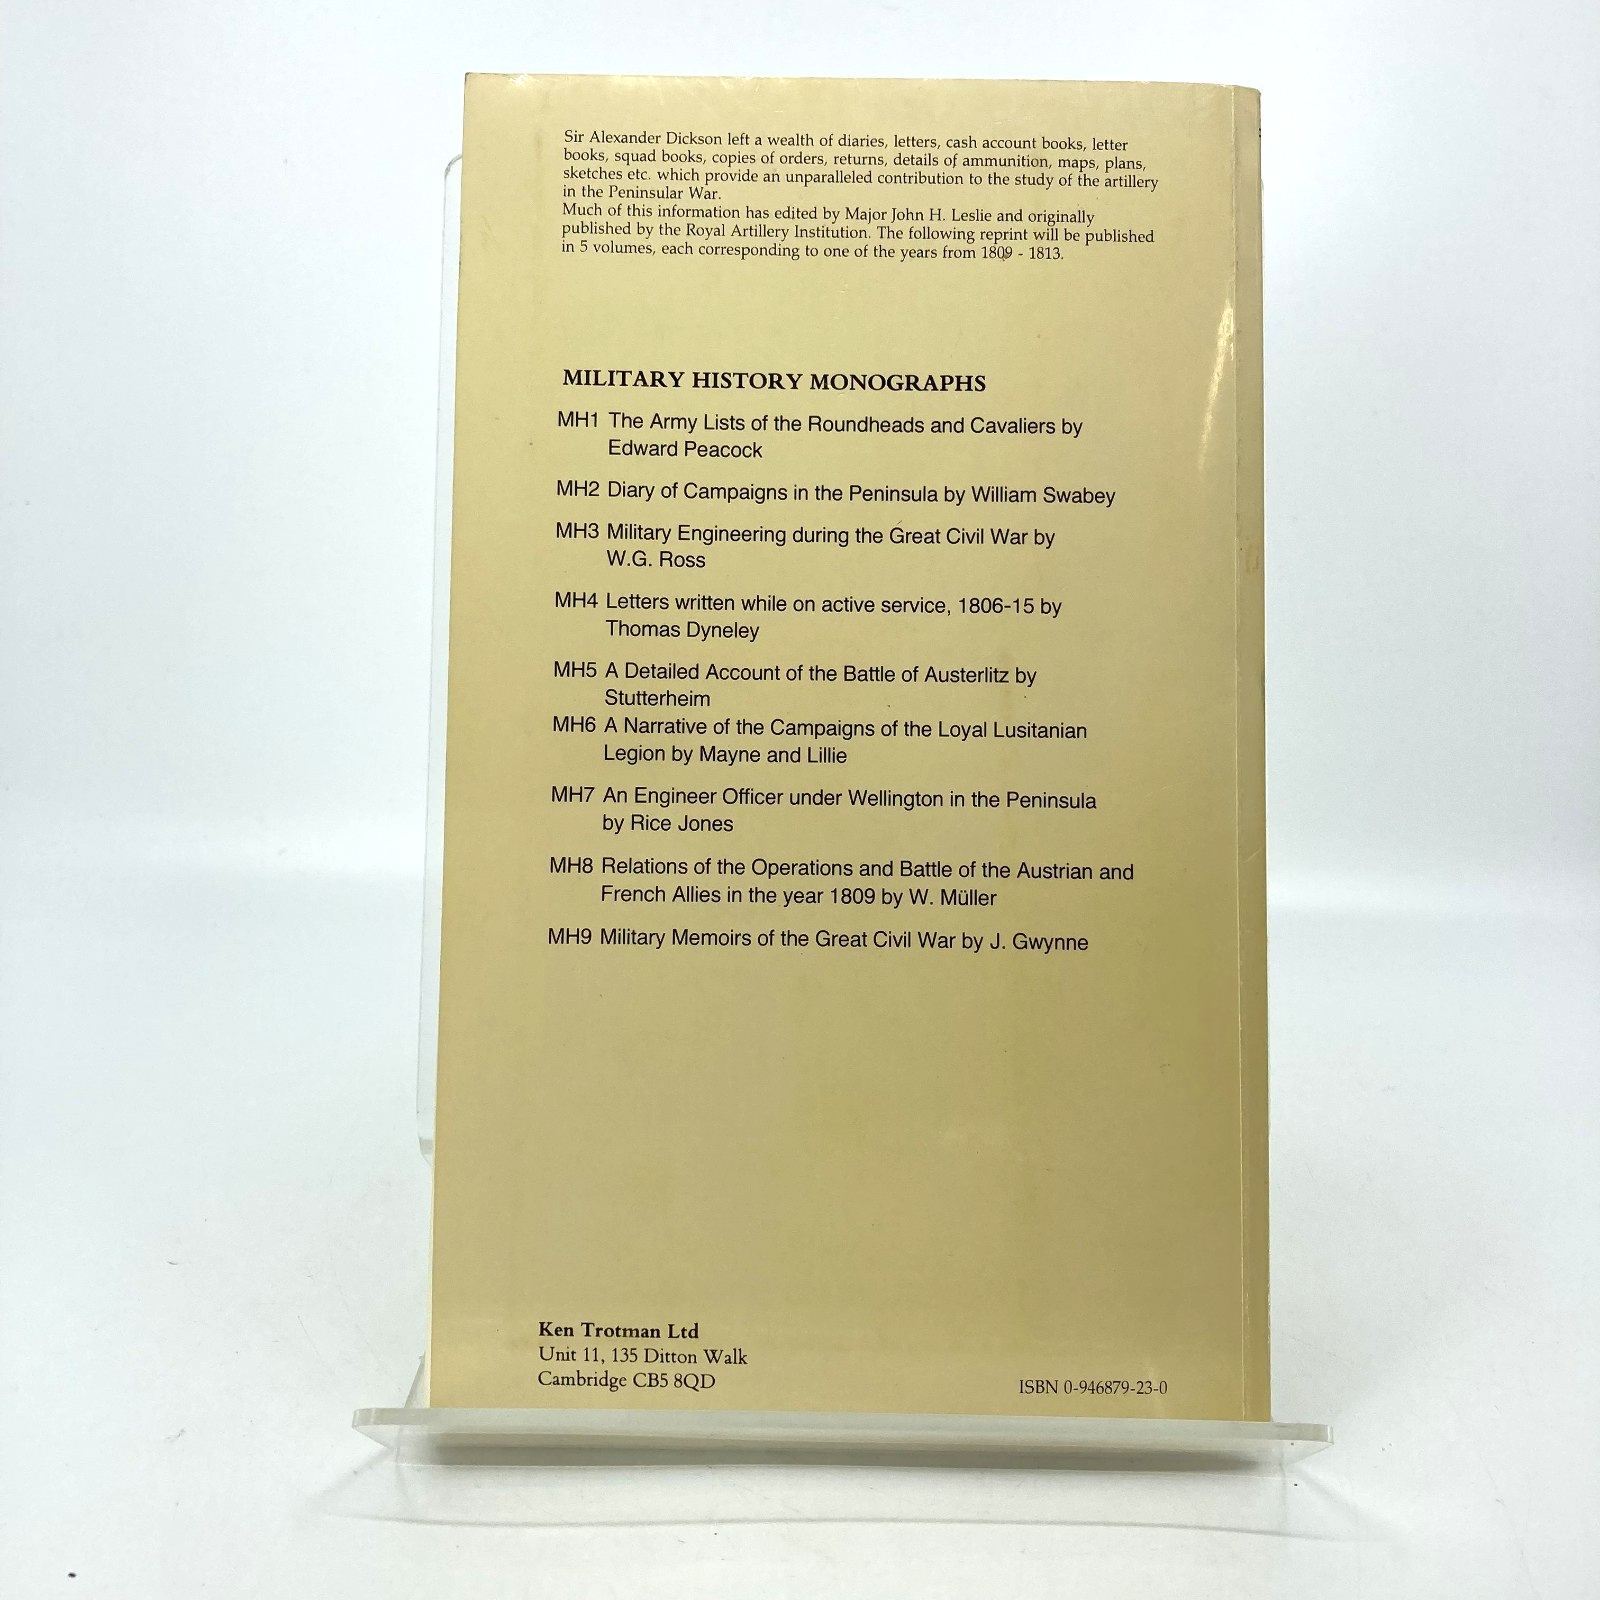 Sir Alexander Dickson left a wealth of diaries, letters, cash account books, letter
books, squad books, copies of orders, returns, details of ammunition, maps, plans,
sketches etc. which provide an unparalleled contribution to the study of the artillery
in the Peninsular War.
Much of this information has edited by Major John H. Leslie and originally
published by the Royal Artillery Institution. The following reprint will be published
in 5 volumes, each corresponding to one of the years from 1809 - 1813.
MILITARY HISTORY MONOGRAPHS
MH1 The Army Lists of the Roundheads and Cavaliers by
Edward Peacock
MH2 Diary of Campaigns in the Peninsula by William Swabey
MH3 Military Engineering during the Great Civil War by
W.G. Ross
MH4 Letters written while on active service, 1806-15 by
Thomas Dyneley
MH5 A Detailed Account of the Battle of Austerlitz by
Stutterheim
MH6 A Narrative of the Campaigns of the Loyal Lusitanian
Legion by Mayne and Lillie
MH7 An Engineer Officer under Wellington in the Peninsula
by Rice Jones
MH8 Relations of the Operations and Battle of the Austrian and
French Allies in the year 1809 by W. Müller
MH9 Military Memoirs of the Great Civil War by J. Gwynne
Ken Trotman Ltd
Unit 11, 135 Ditton Walk
Cambridge CB5 8QD
ISBN 0-946879-23-0